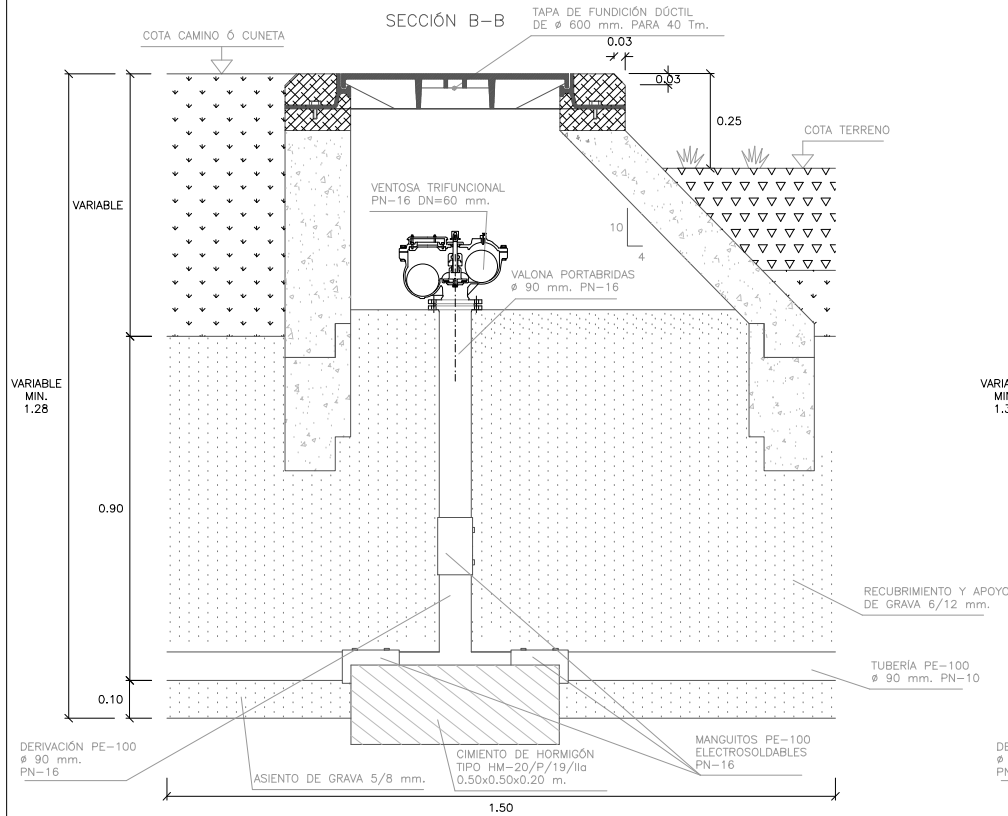 SECCIÓN B-B
TAPA DE FUNDICIÓN DÚCTIL
DE ø 600 mm. PARA 40 Tm.
COTA CAMINO Ó CUNETA
0.03
0.03
0.25
COTA TERRENO
VARIABLE
VENTOSA TRIFUNCIONAL
PN-16 DN=60 mm.
10
4
VALONA PORTABRIDAS
ø 90 mm. PN-16
VARIABLE
MIN.
1.28
0.90
RECUBRIMIENTO Y APOYO
DE GRAVA 6/12 mm.
TUBERÍA PE-100
ø 90 mm. PN-10
0.10
DERIVACIÓN PE-100
ø 90 mm.
PN-16
ASIENTO DE GRAVA 5/8 mm.
CIMIENTO DE HORMIGÓN
TIPO HM-20/P/19/IIa
0.50x0.50x0.20 m.
MANGUITOS PE-100
ELECTROSOLDABLES
PN-16
1.50